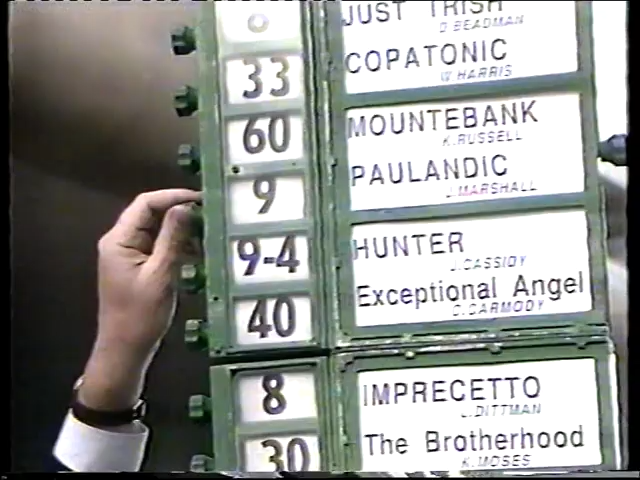 JUST TRISH
D BEADMAN
33 COPATONIC
W.HARRIS
60 MOUNTEBANK
K.RUSSELL
9 PAULANDIC
J.MARSHALL
9-4 HUNTER
J.CASSIDY
40 Exceptional Angel
C.CARMODY
8 IMPRECETTO
L.DITTMAN
30 The Brotherhood
K.MOSES